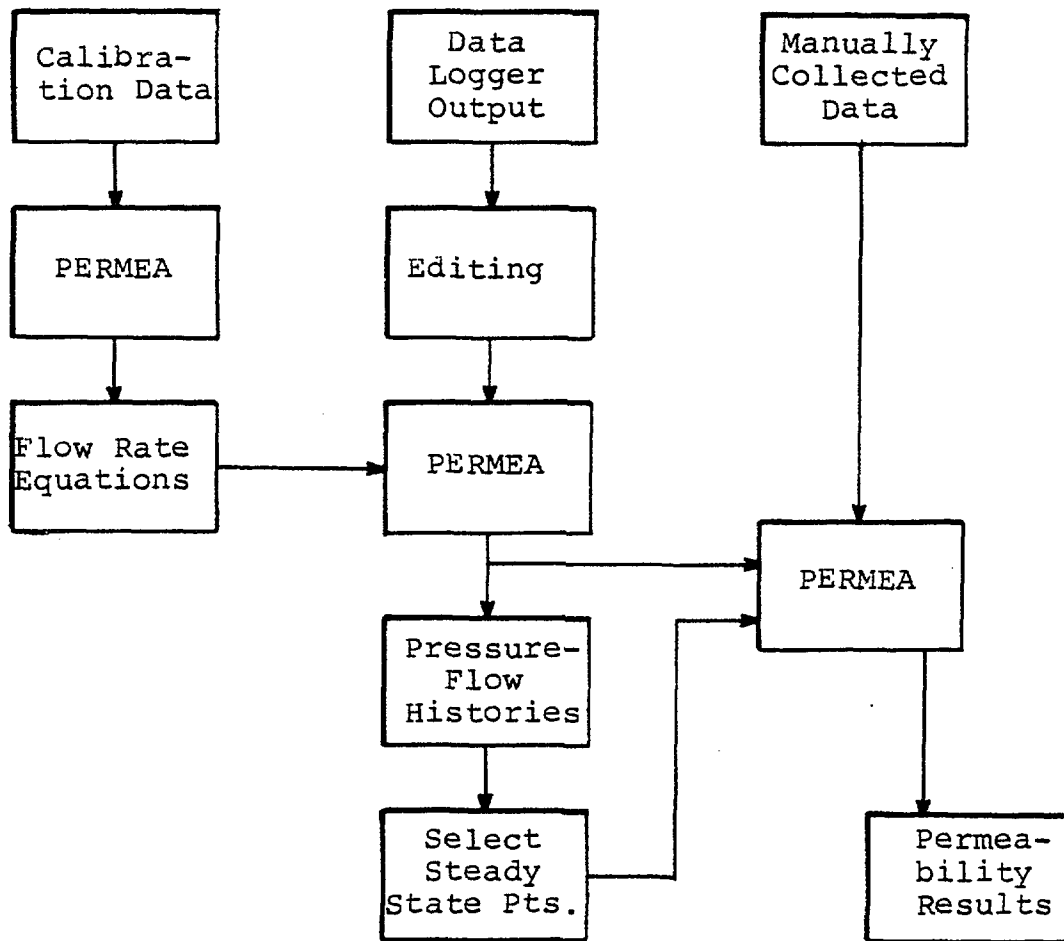 Calibra-
tion Data
Data
Logger
Output
Manually
Collected
Data
PERMEA
Editing
Flow Rate
Equations
PERMEA
PERMEA
Pressure-
Flow
Histories
Select
Steady
State Pts.
Permea-
bility
Results